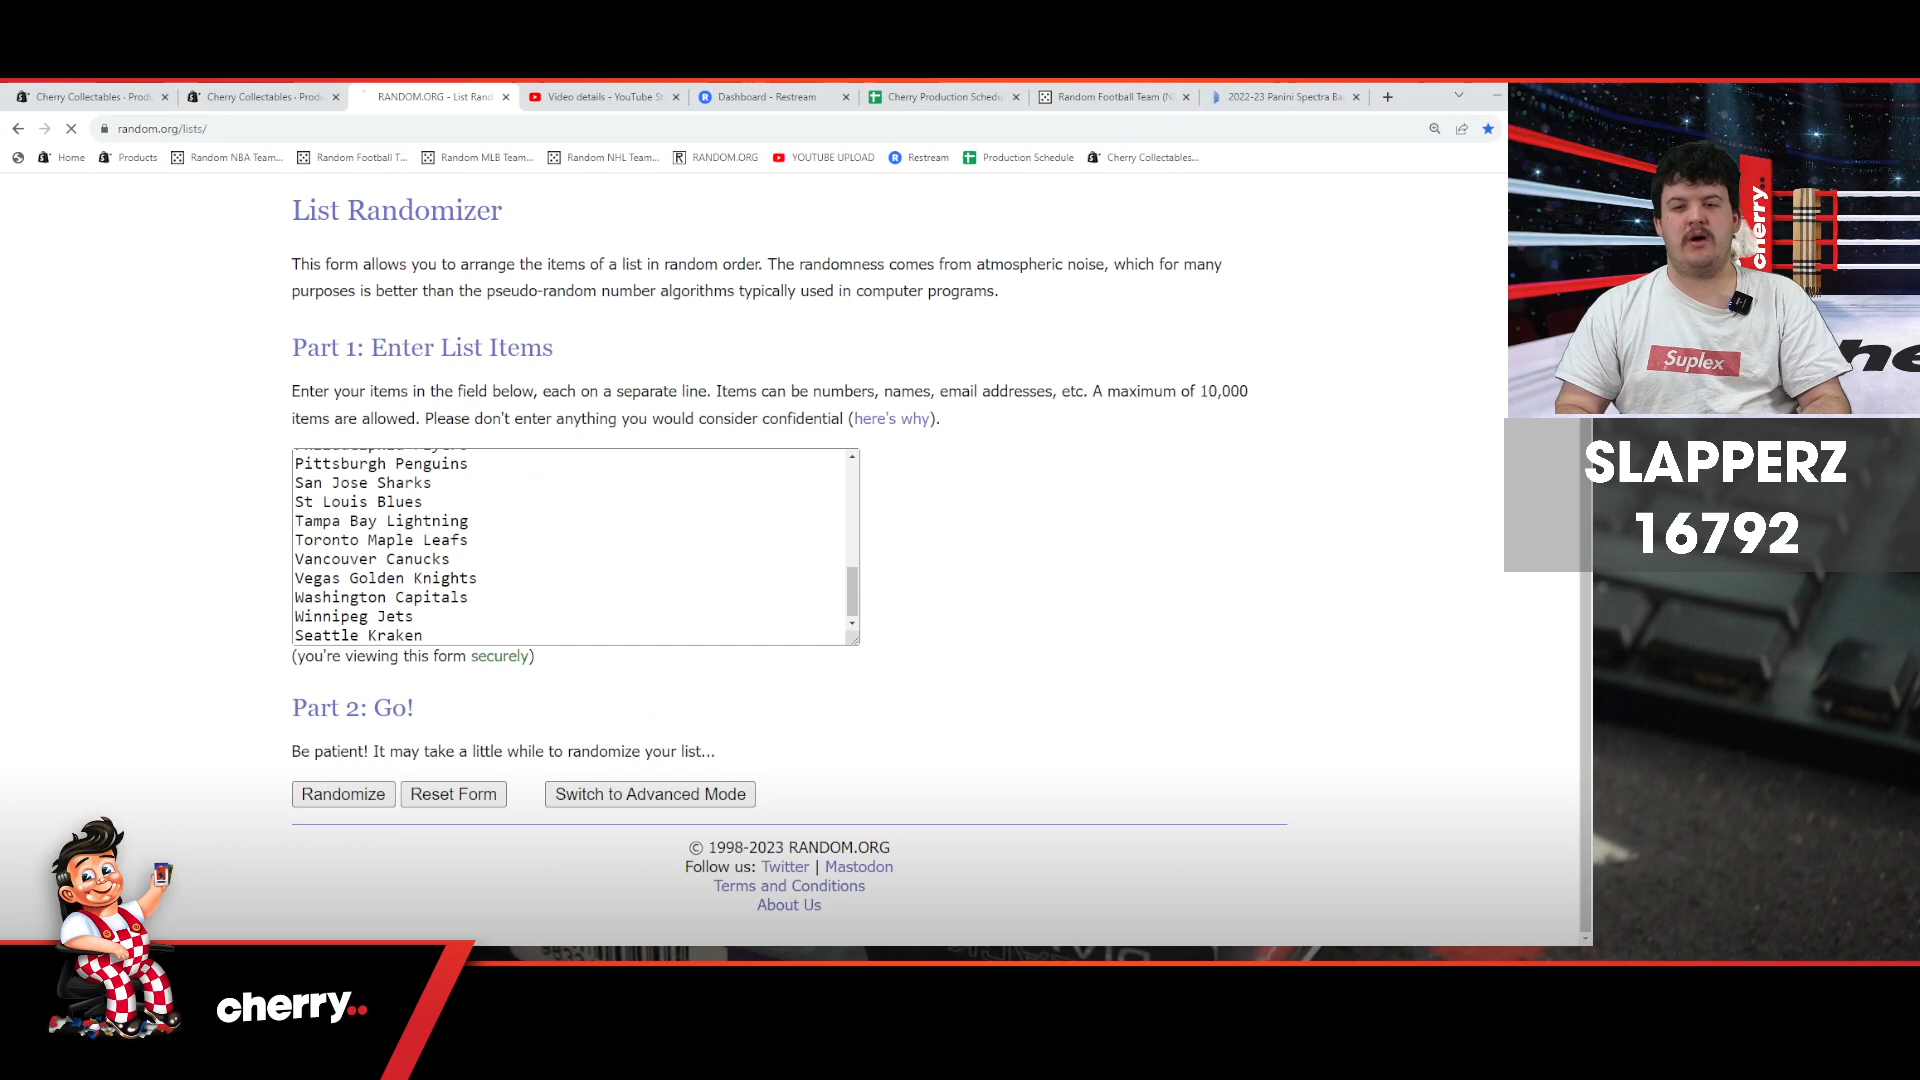 Cherry Collectables - Produ
Cherry Collectables - Produ
RANDOM.ORG - List Rand
Video details - YouTube St
Dashboard - Restream
Cherry Production Schedu
Random Football Team (N
2022-23 Panini Spectra Ba
random.org/lists/
Home
Products
Random NBA Team...
Random Football T...
Random MLB Team...
Random NHL Team...
RANDOM.ORG
YOUTUBE UPLOAD
Restream
Production Schedule
Cherry Collectables...
List Randomizer
This form allows you to arrange the items of a list in random order. The randomness comes from atmospheric noise, which for many
purposes is better than the pseudo-random number algorithms typically used in computer programs.
Part 1: Enter List Items
Enter your items in the field below, each on a separate line. Items can be numbers, names, email addresses, etc. A maximum of 10,000
items are allowed. Please don't enter anything you would consider confidential (here's why).
Pittsburgh Penguins
San Jose Sharks
St Louis Blues
Tampa Bay Lightning
Toronto Maple Leafs
Vancouver Canucks
Vegas Golden Knights
Washington Capitals
Winnipeg Jets
Seattle Kraken
(you're viewing this form securely)
Part 2: Go!
Be patient! It may take a little while to randomize your list...
Randomize
Reset Form
Switch to Advanced Mode
© 1998-2023 RANDOM.ORG
Follow us: Twitter | Mastodon
Terms and Conditions
About Us
cherry..
Suplex
he
SLAPPERZ
16792
cherry..